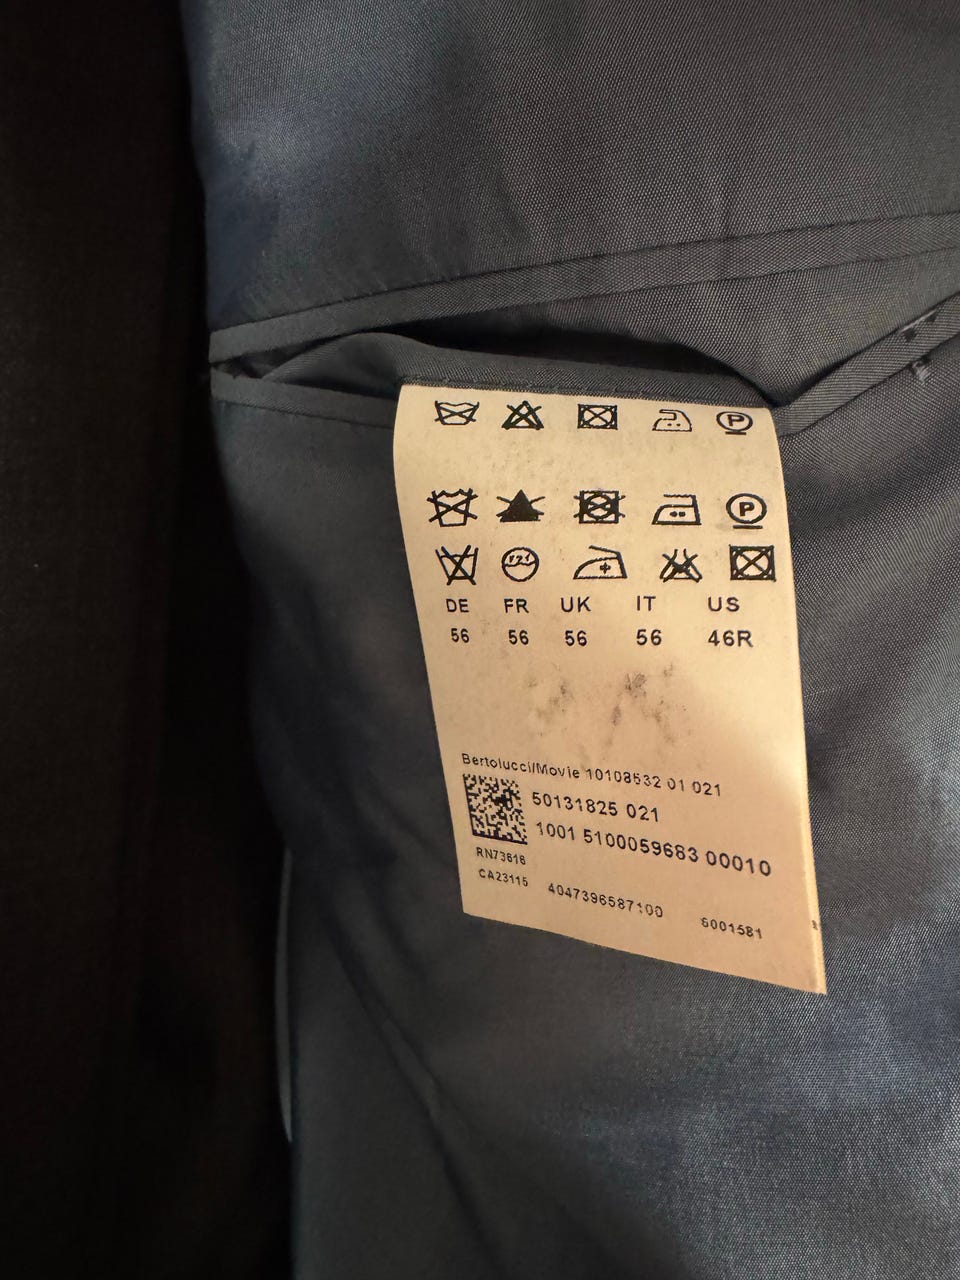 P
P
DE FR UK IT US
56 56 56 56 46R
Bertolucci/Movie 10108532 01 021
50131825 021
1001 5100059683 00010
RN73616
CA23115 4047396587100 6001581